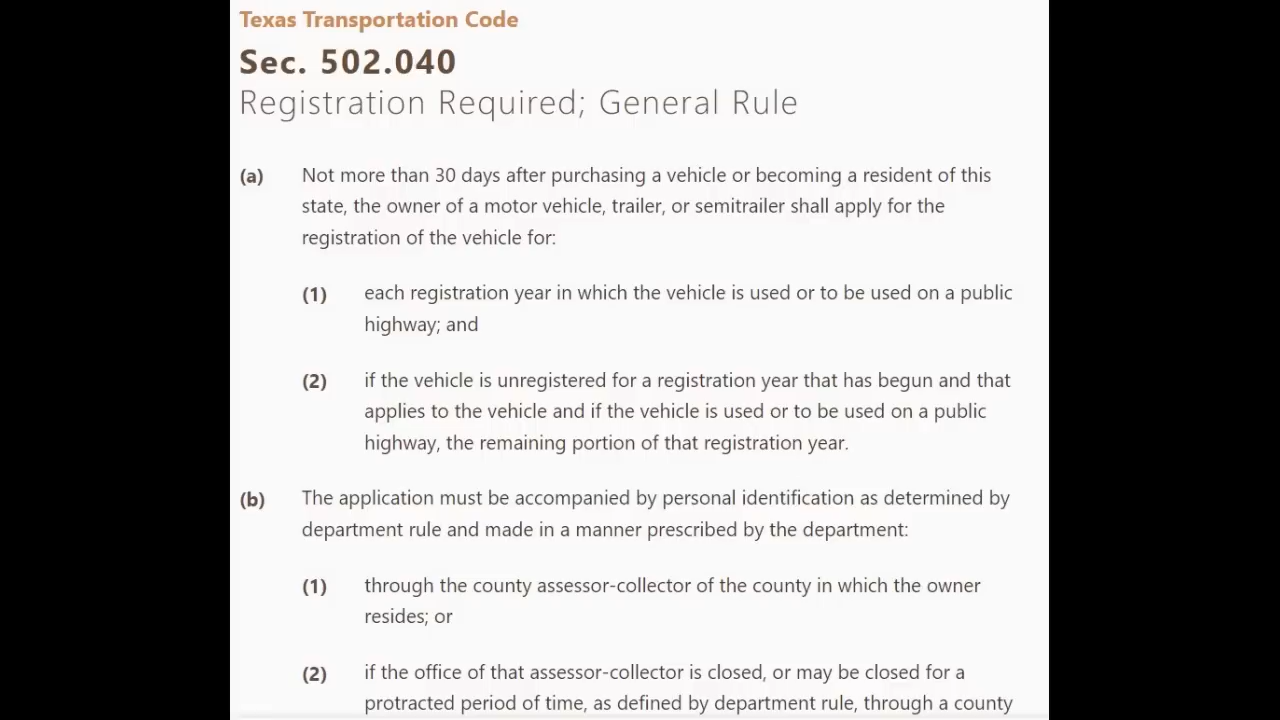 Texas Transportation Code
Sec. 502.040
Registration Required; General Rule
(a) Not more than 30 days after purchasing a vehicle or becoming a resident of this
state, the owner of a motor vehicle, trailer, or semitrailer shall apply for the
registration of the vehicle for:
(1) each registration year in which the vehicle is used or to be used on a public
highway; and
(2) if the vehicle is unregistered for a registration year that has begun and that
applies to the vehicle and if the vehicle is used or to be used on a public
highway, the remaining portion of that registration year.
(b) The application must be accompanied by personal identification as determined by
department rule and made in a manner prescribed by the department:
(1) through the county assessor-collector of the county in which the owner
resides; or
(2) if the office of that assessor-collector is closed, or may be closed for a
protracted period of time, as defined by department rule, through a county